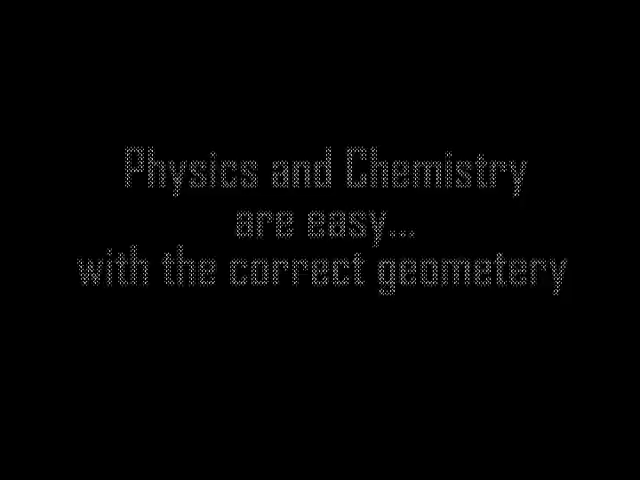 Physics and Chemistry
are easy...
with the correct geometery